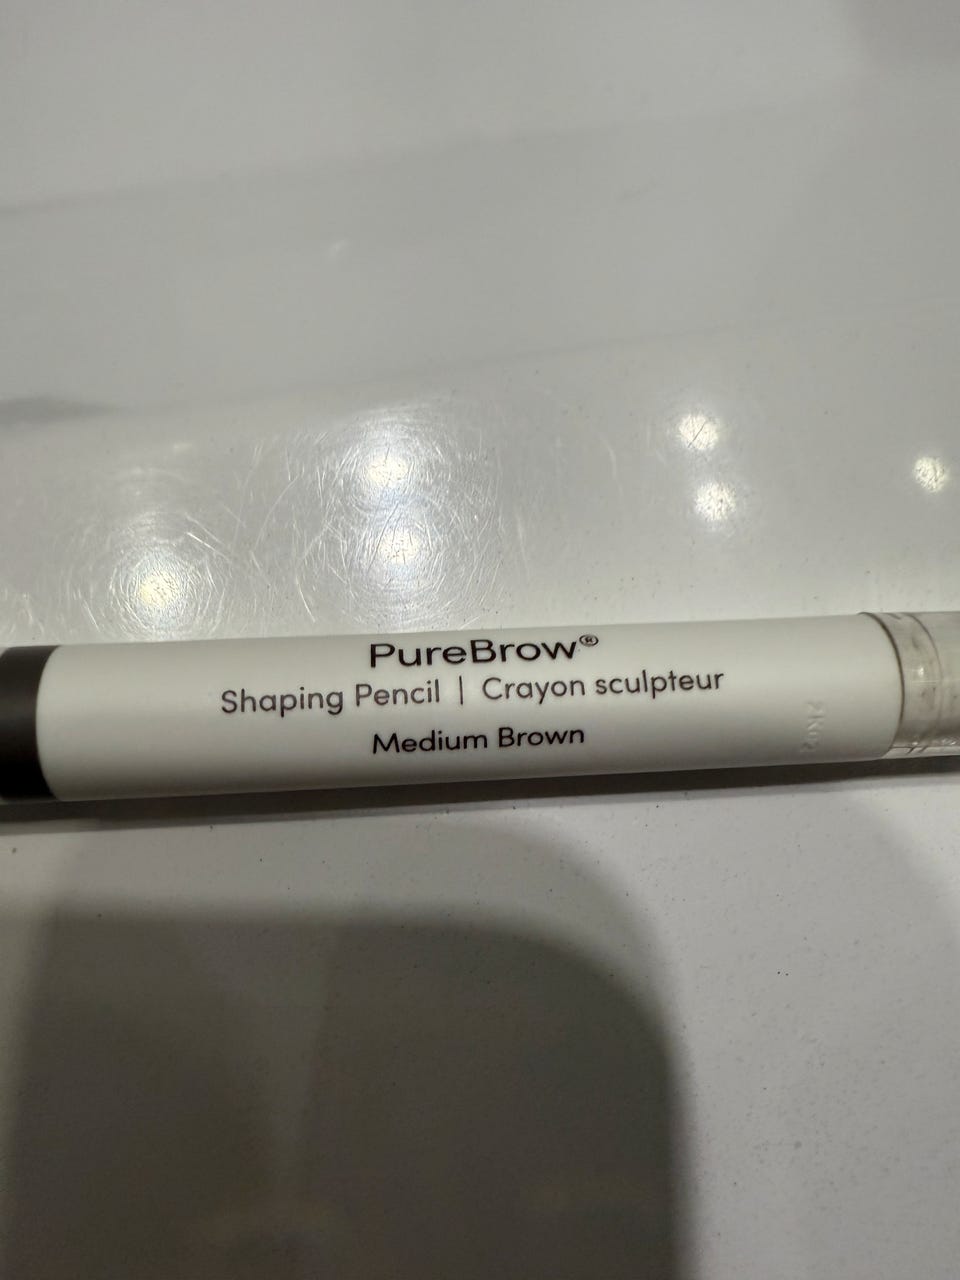 PureBrow®
Shaping Pencil | Crayon sculpteur
Medium Brown